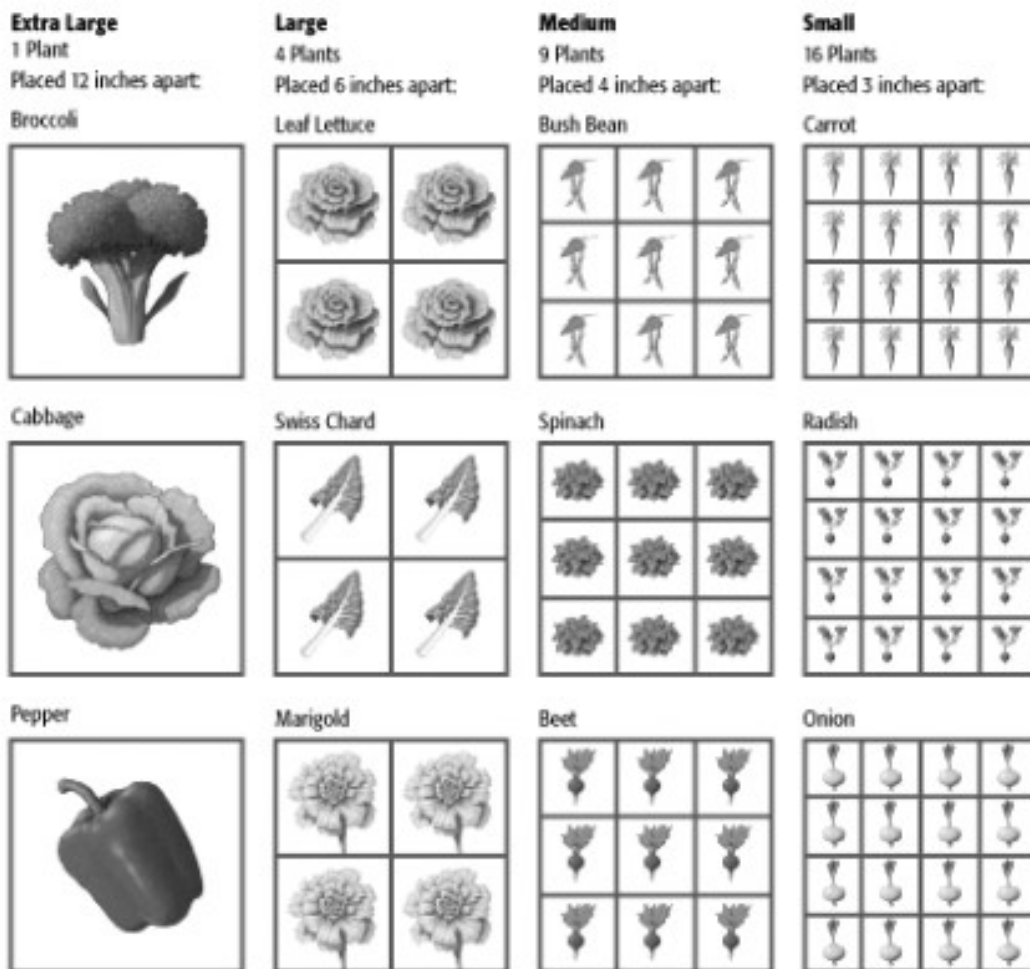 Extra Large
1 Plant
Placed 12 inches apart:
Broccoli
Large
4 Plants
Placed 6 inches apart:
Leaf Lettuce
Medium
9 Plants
Placed 4 inches apart:
Bush Bean
Small
16 Plants
Placed 3 inches apart:
Carrot
Cabbage
Swiss Chard
Spinach
Radish
Pepper
Marigold
Beet
Onion